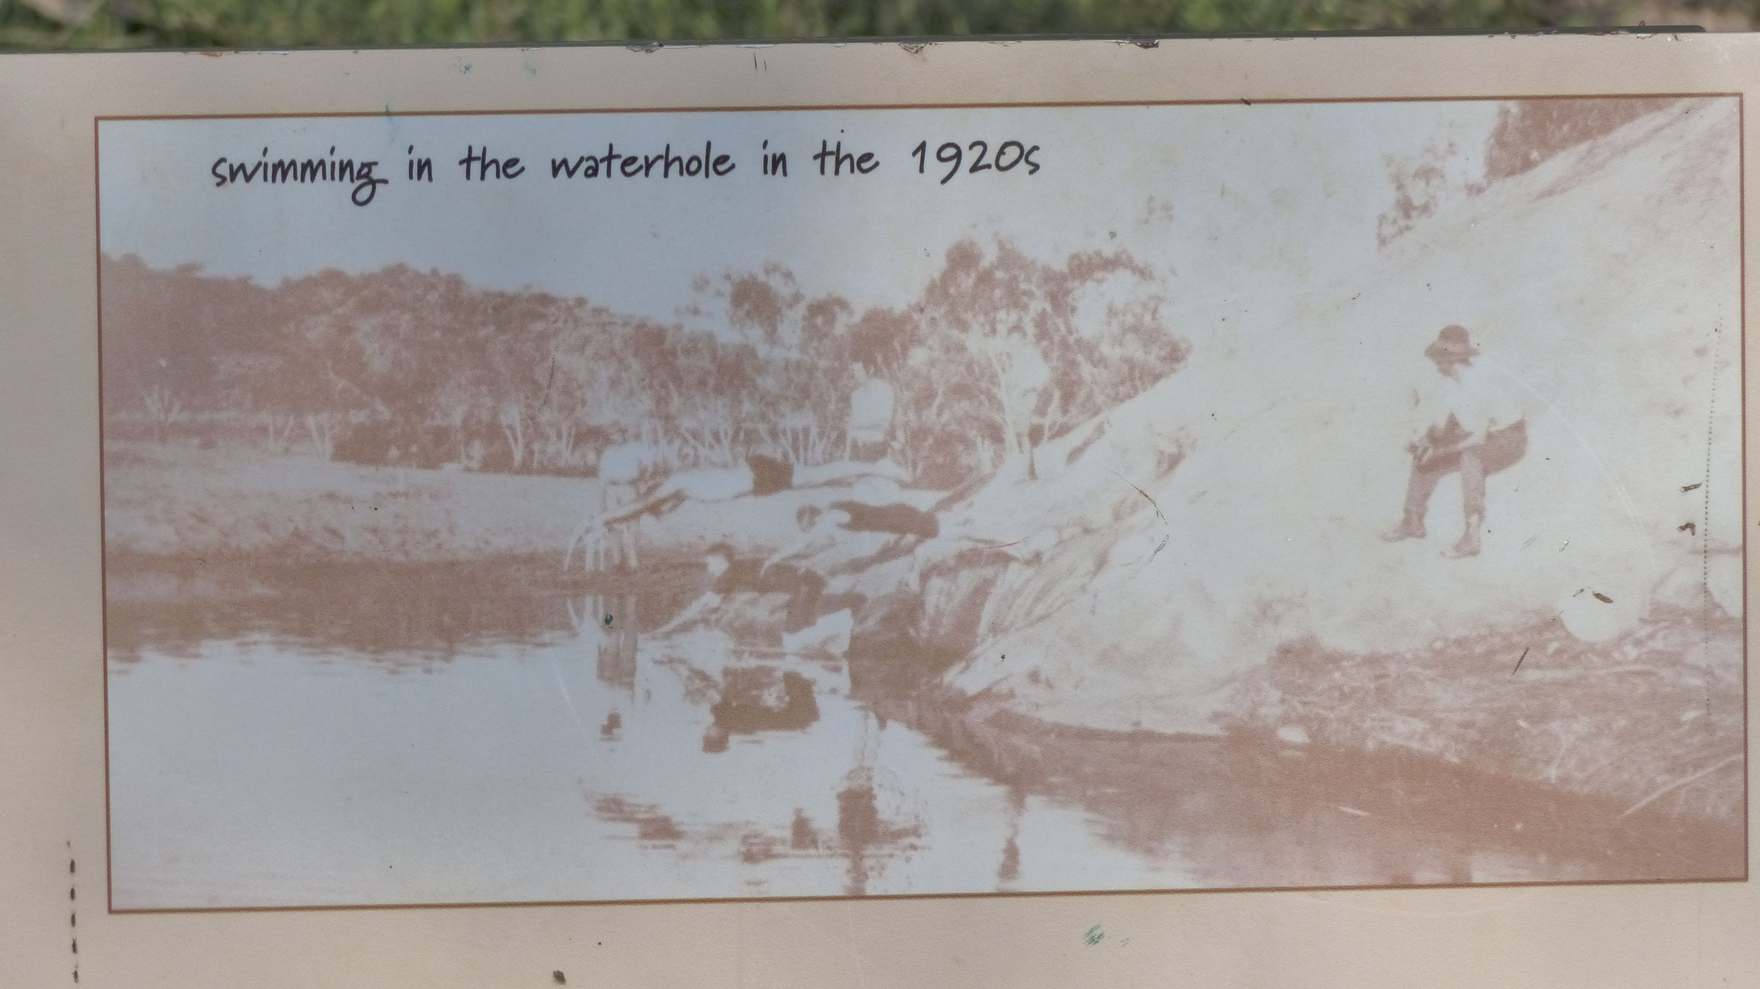 swimming in the waterhole in the 1920s